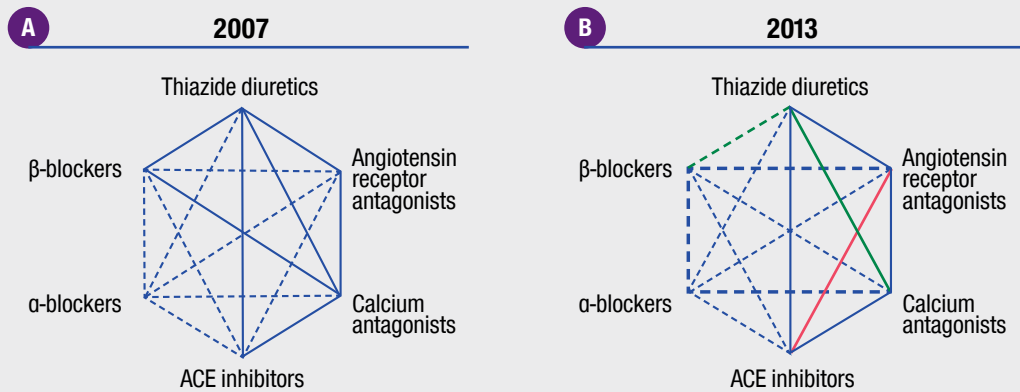 A
2007
Thiazide diuretics
β-blockers
Angiotensin
receptor
antagonists
α-blockers
Calcium
antagonists
ACE inhibitors
B
2013
Thiazide diuretics
β-blockers
Angiotensin
receptor
antagonists
α-blockers
Calcium
antagonists
ACE inhibitors